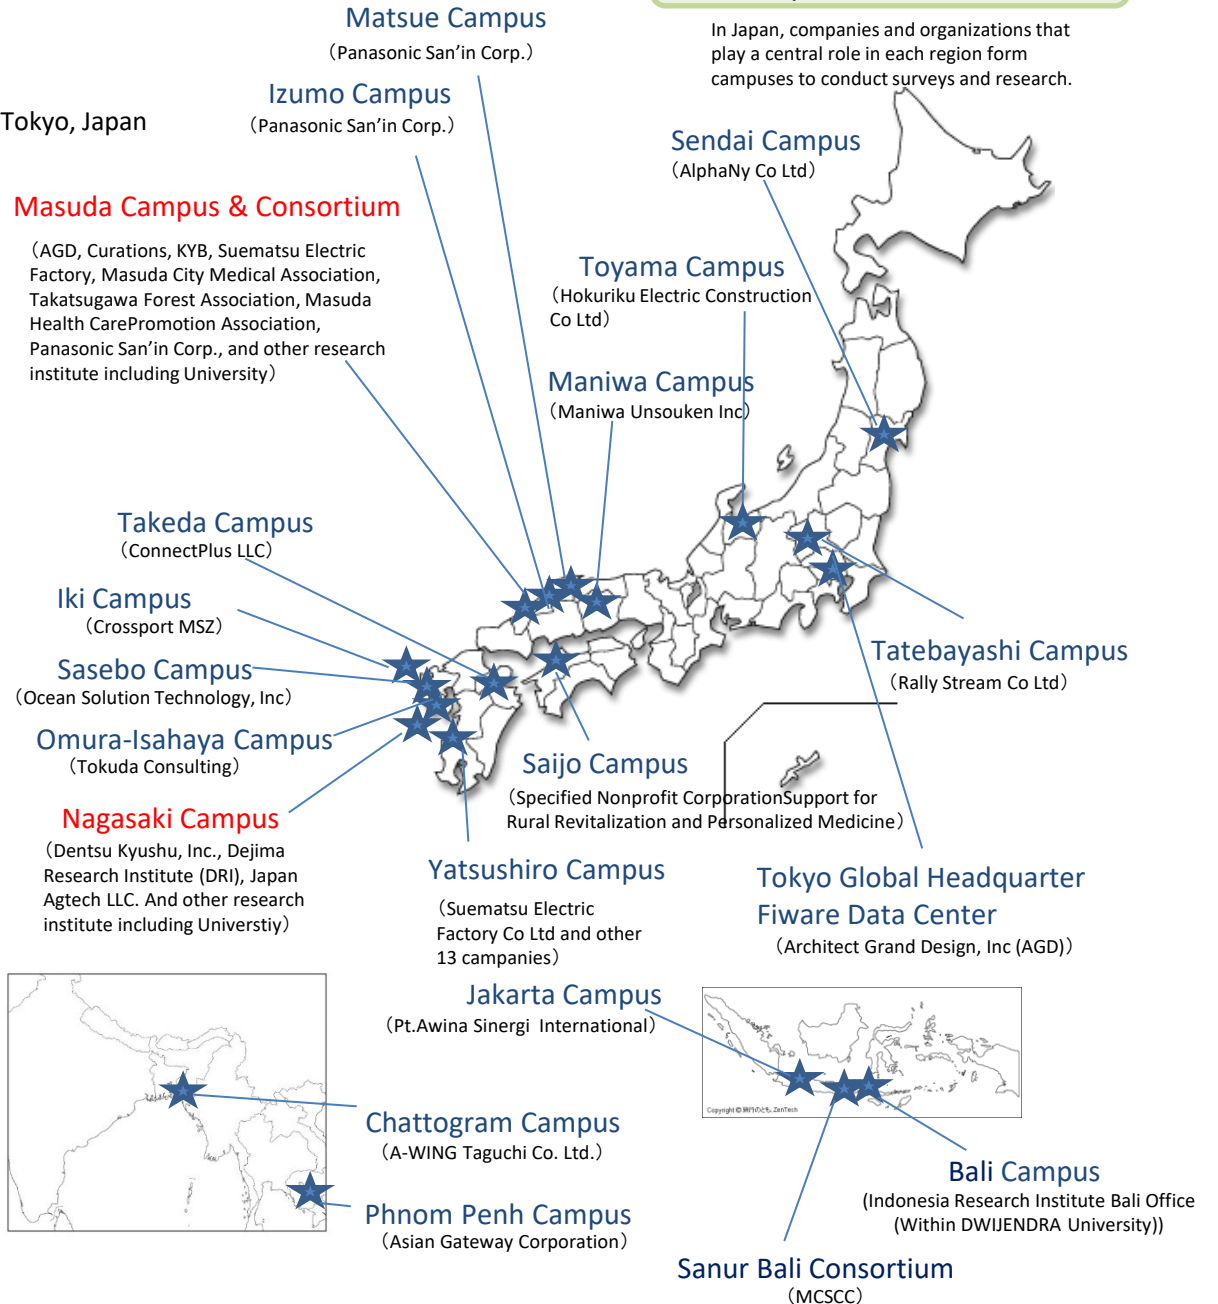 Matsue Campus
（Panasonic San’in Corp.）
In Japan, companies and organizations that
play a central role in each region form
campuses to conduct surveys and research.
Izumo Campus
（Panasonic San’in Corp.）
Tokyo, Japan
Sendai Campus
（AlphaNy Co Ltd）
Masuda Campus & Consortium
（AGD, Curations, KYB, Suematsu Electric
Factory, Masuda City Medical Association,
Takatsugawa Forest Association, Masuda
Health CarePromotion Association,
Panasonic San’in Corp., and other research
institute including University）
Toyama Campus
（Hokuriku Electric Construction
Co Ltd）
Maniwa Campus
（Maniwa Unsouken Inc）
Takeda Campus
（ConnectPlus LLC）
Iki Campus
（Crossport MSZ）
Sasebo Campus
（Ocean Solution Technology, Inc）
Omura-Isahaya Campus
（Tokuda Consulting）
Nagasaki Campus
（Dentsu Kyushu, Inc., Dejima
Research Institute (DRI), Japan
Agtech LLC. And other research
institute including Universtiy）
Tatebayashi Campus
（Rally Stream Co Ltd）
Saijo Campus
（Specified Nonprofit CorporationSupport for
Rural Revitalization and Personalized Medicine）
Yatsushiro Campus
（Suematsu Electric
Factory Co Ltd and other
13 campanies）
Tokyo Global Headquarter
Fiware Data Center
（Architect Grand Design, Inc (AGD)）
Jakarta Campus
（Pt.Awina Sinergi International）
Copyright © 旅行のとも, ZenTech
Chattogram Campus
（A-WING Taguchi Co. Ltd.）
Phnom Penh Campus
（Asian Gateway Corporation）
Bali Campus
(Indonesia Research Institute Bali Office
(Within DWIJENDRA University))
Sanur Bali Consortium
（MCSCC）